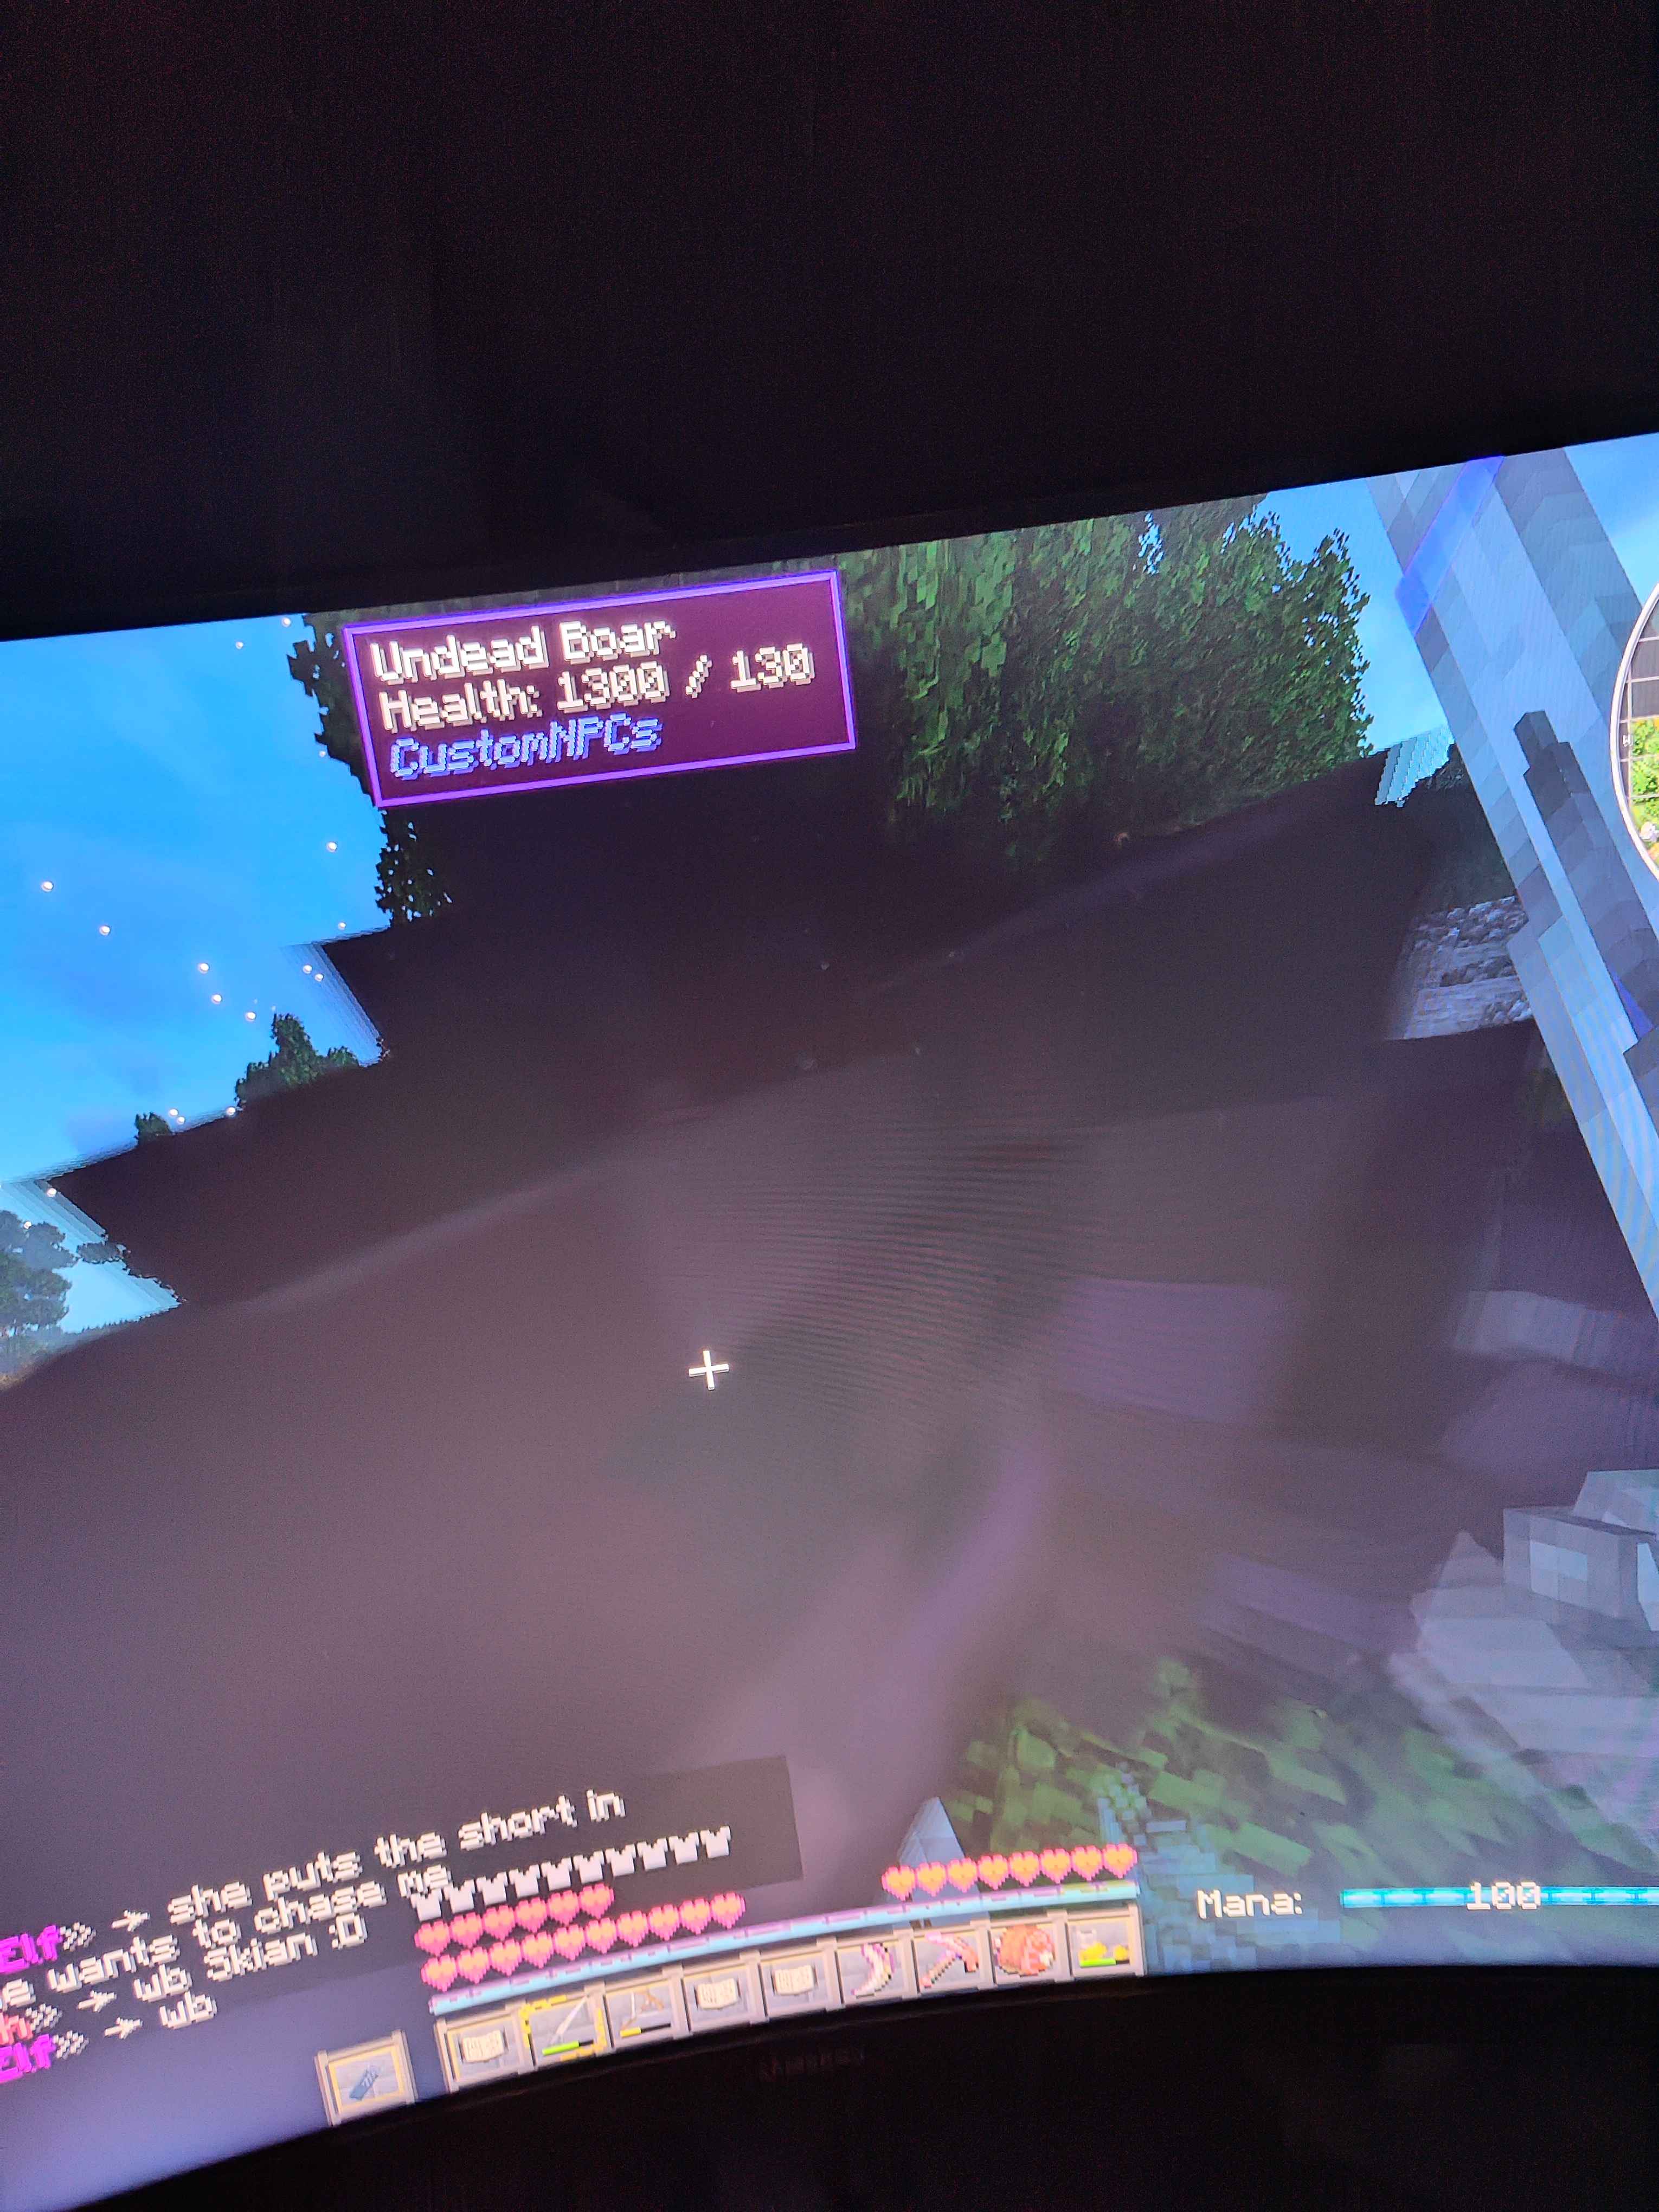 Undead Boar
Health: 1300 / 130
CustomNPCs
Elf» → she puts the short in
wants to chase me
→ wb Skian :D
Elf» → wb
Mana: 100